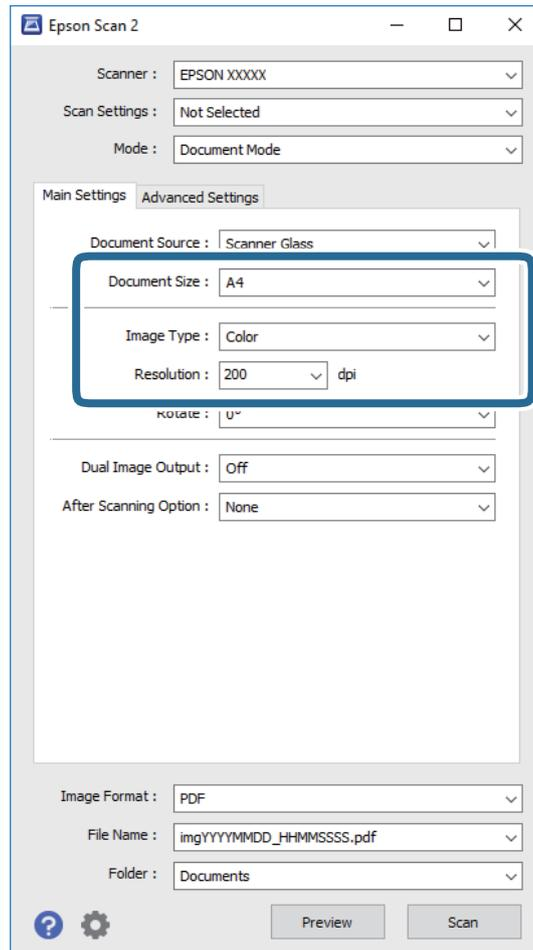 Epson Scan 2
Scanner : EPSON XXXXX
Scan Settings : Not Selected
Mode : Document Mode
Main Settings Advanced Settings
Document Source : Scanner Glass
Document Size : A4
Image Type : Color
Resolution : 200 dpi
Rotate : 0°
Dual Image Output : Off
After Scanning Option : None
Image Format : PDF
File Name : imgYYYYMMDD_HHMMSSSS.pdf
Folder : Documents
? Preview Scan